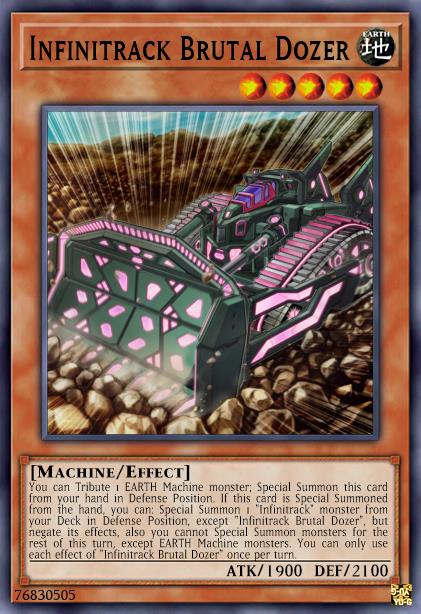 INFINITRACK BRUTAL DOZER
EARTH
地
[MACHINE/EFFECT]
You can Tribute 1 EARTH Machine monster; Special Summon this card
from your hand in Defense Position. If this card is Special Summoned
from the hand, you can: Special Summon 1 "Infinitrack" monster from
your Deck in Defense Position, except "Infinitrack Brutal Dozer", but
negate its effects, also you cannot Special Summon monsters for the
rest of this turn, except EARTH Machine monsters. You can only use
each effect of "Infinitrack Brutal Dozer" once per turn.
ATK/1900 DEF/2100
76830505